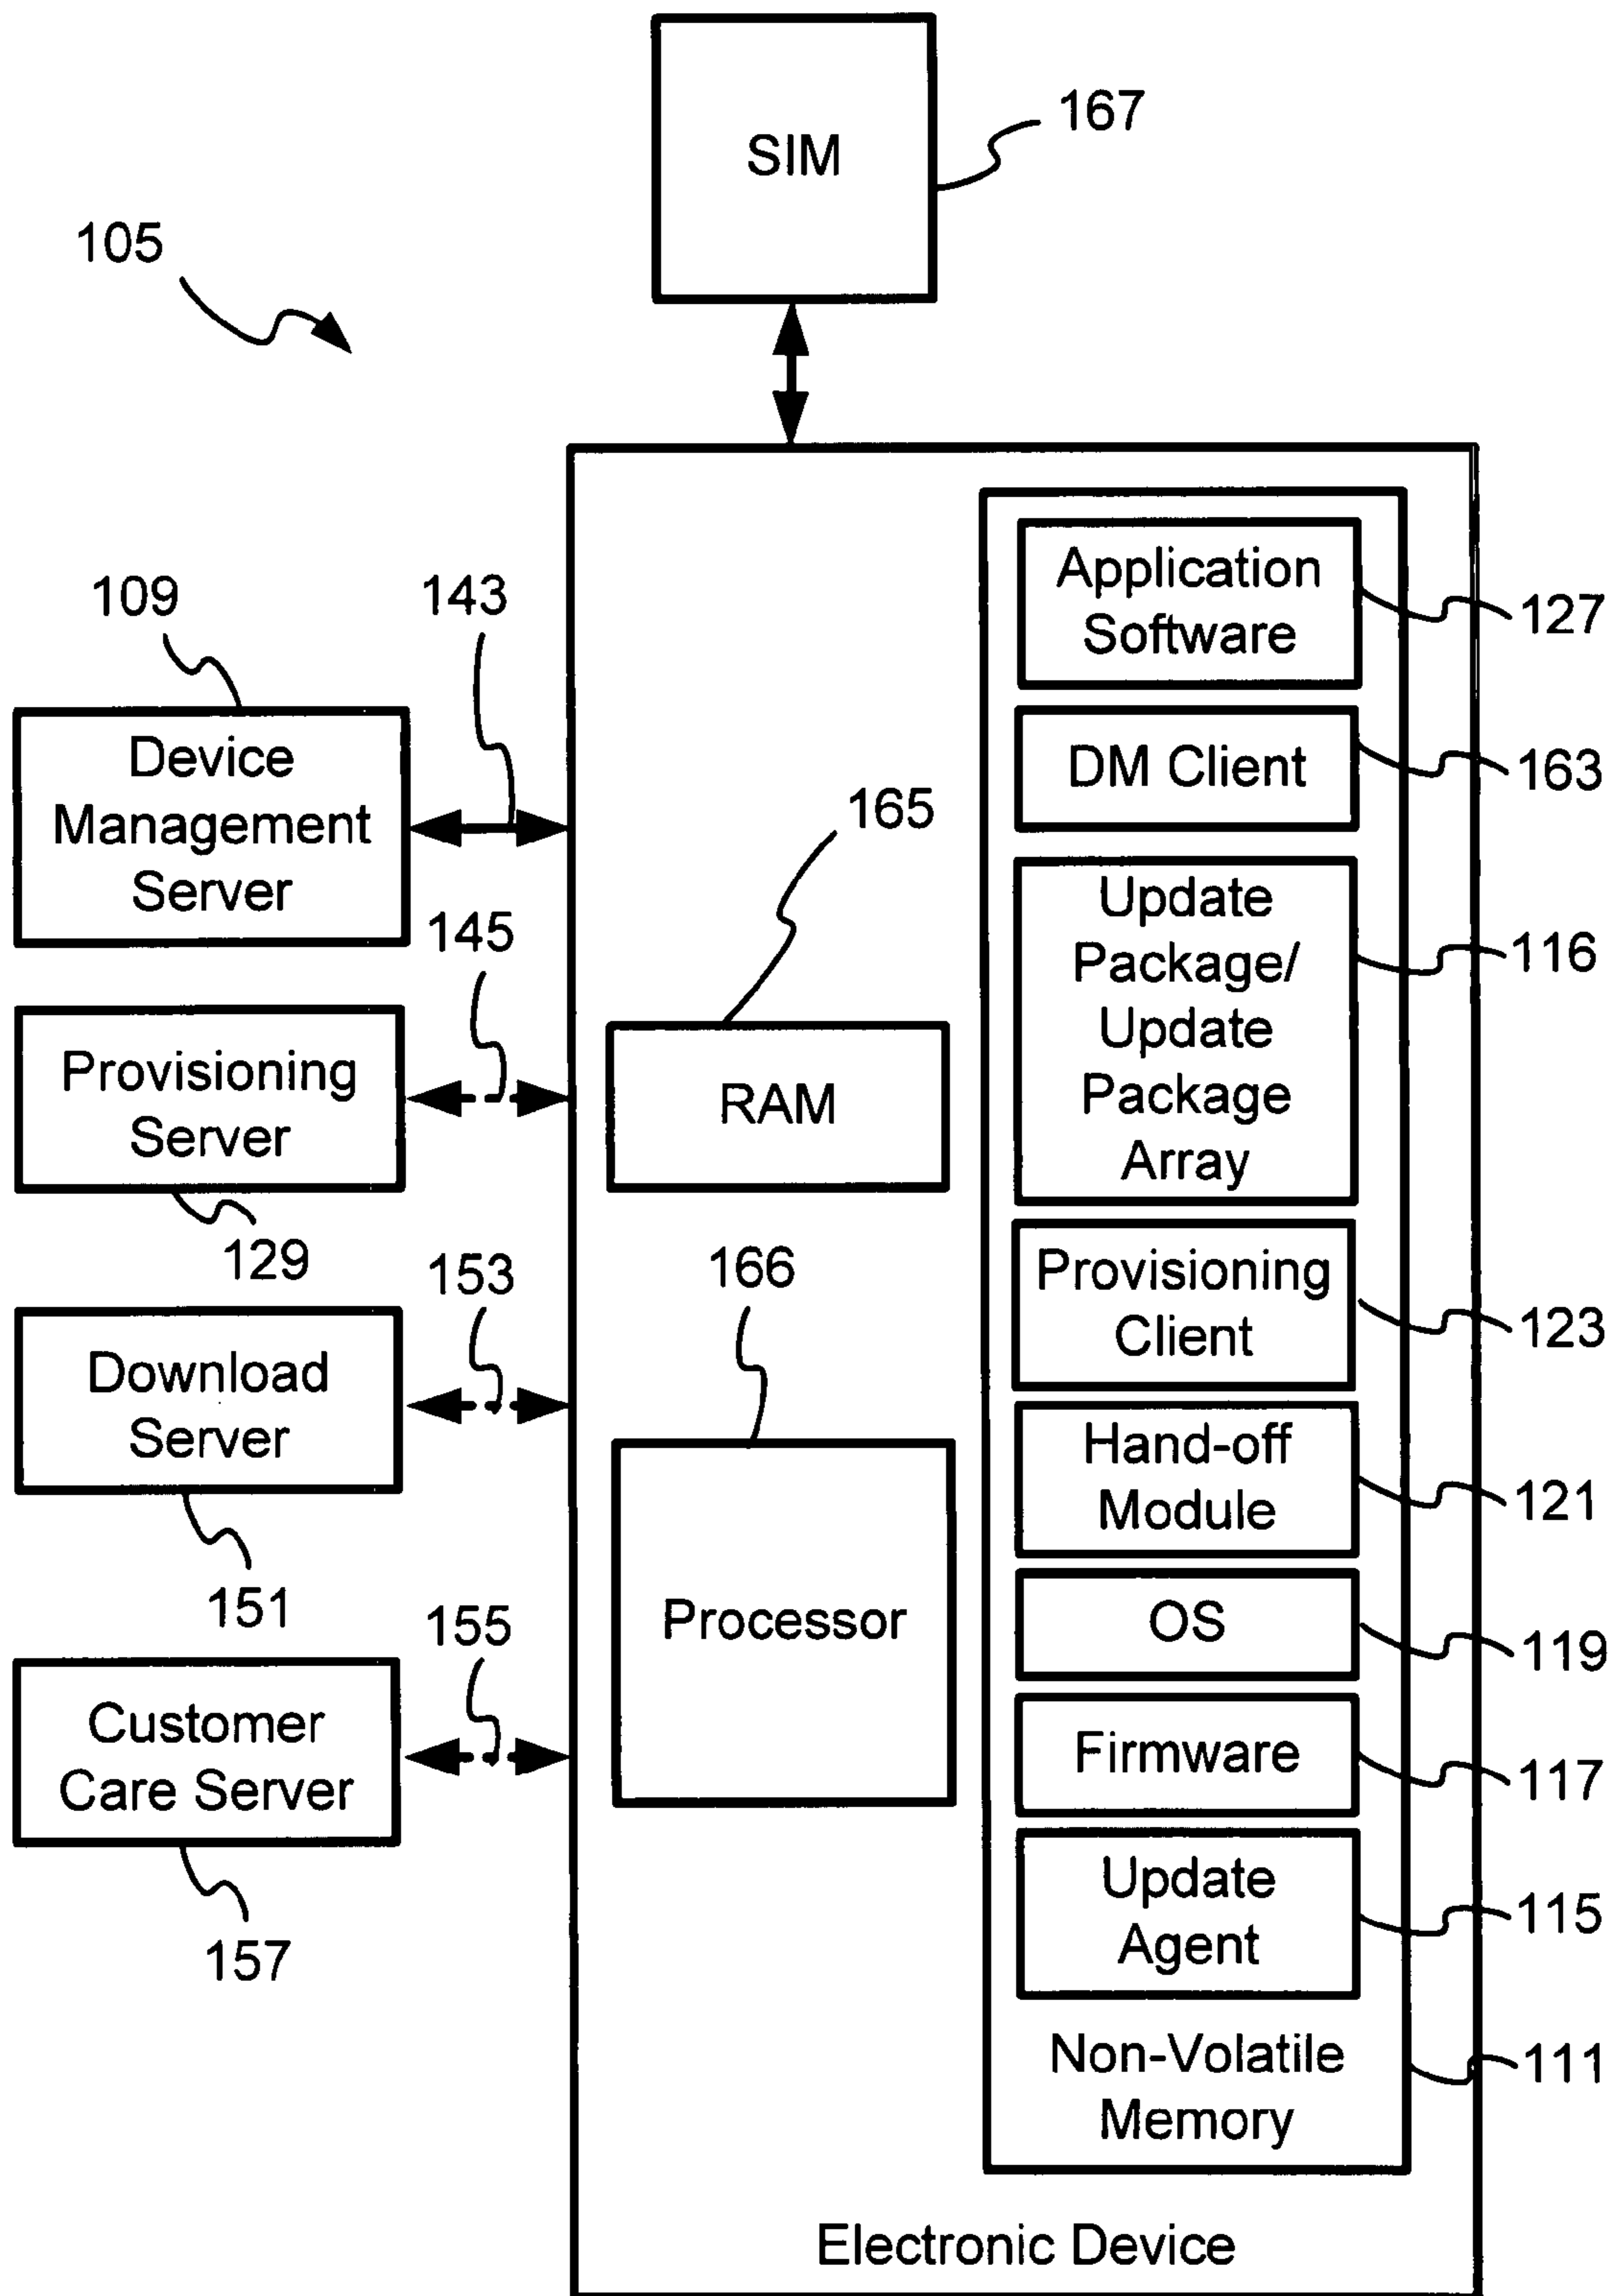 SIM
167
105
Application
Software
127
109
143
Device
Management
Server
DM Client
163
165
Update
Package/
Update
Package
Array
116
145
Provisioning
Server
RAM
129
153
166
Provisioning
Client
123
Download
Server
Hand-off
Module
121
151
155
Processor
OS
119
Customer
Care Server
Firmware
117
157
Update
Agent
115
Non-Volatile
Memory
111
Electronic Device